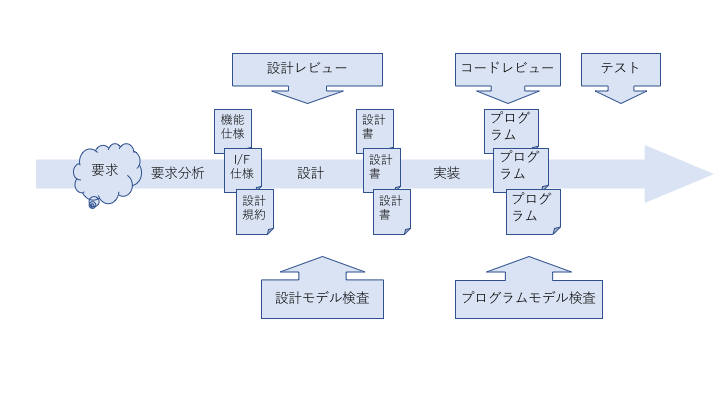 設計レビュー
コードレビュー
テスト
要求
要求分析
機能
仕様
I/F
仕様
設計
規約
設計
設計
書
設計
書
設計
書
実装
プログ
ラム
プログ
ラム
プログ
ラム
設計モデル検査
プログラムモデル検査